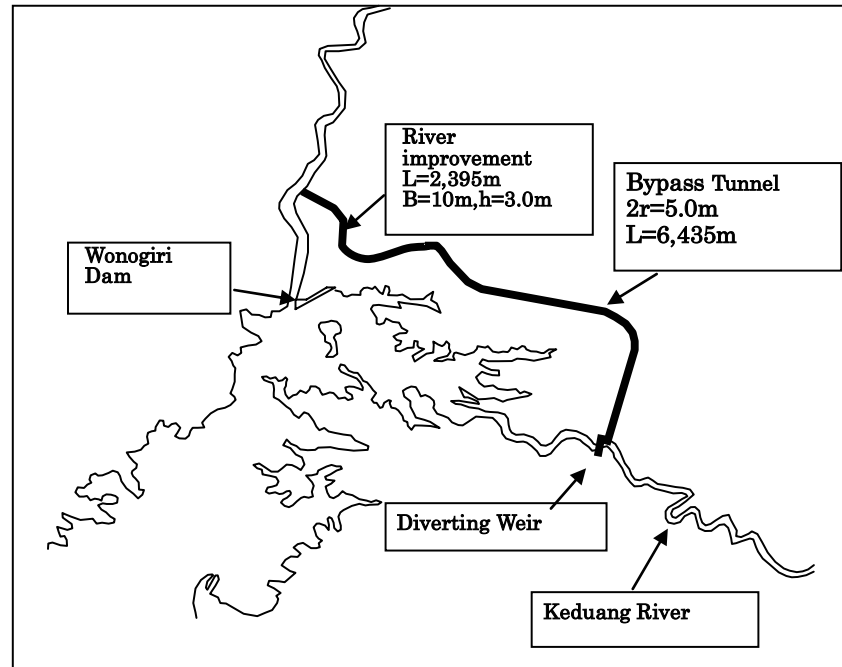 River
improvement
L=2,395m
B=10m,h=3.0m
Bypass Tunnel
2r=5.0m
L=6,435m
Wonogiri
Dam
Diverting Weir
Keduang River